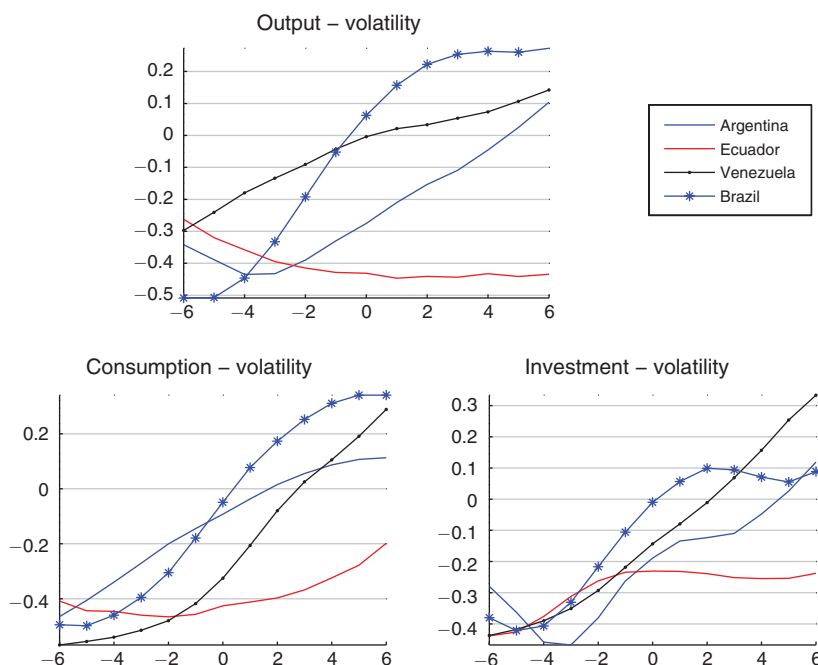 Output – volatility
0.2
0.1
0
−0.1
−0.2
−0.3
−0.4
−0.5
−6 −4 −2 0 2 4 6
Argentina
Ecuador
Venezuela
Brazil
Consumption – volatility
0.2
0
−0.2
−0.4
−6 −4 −2 0 2 4 6
Investment – volatility
0.3
0.2
0.1
0
−0.1
−0.2
−0.3
−0.4
−6 −4 −2 0 2 4 6